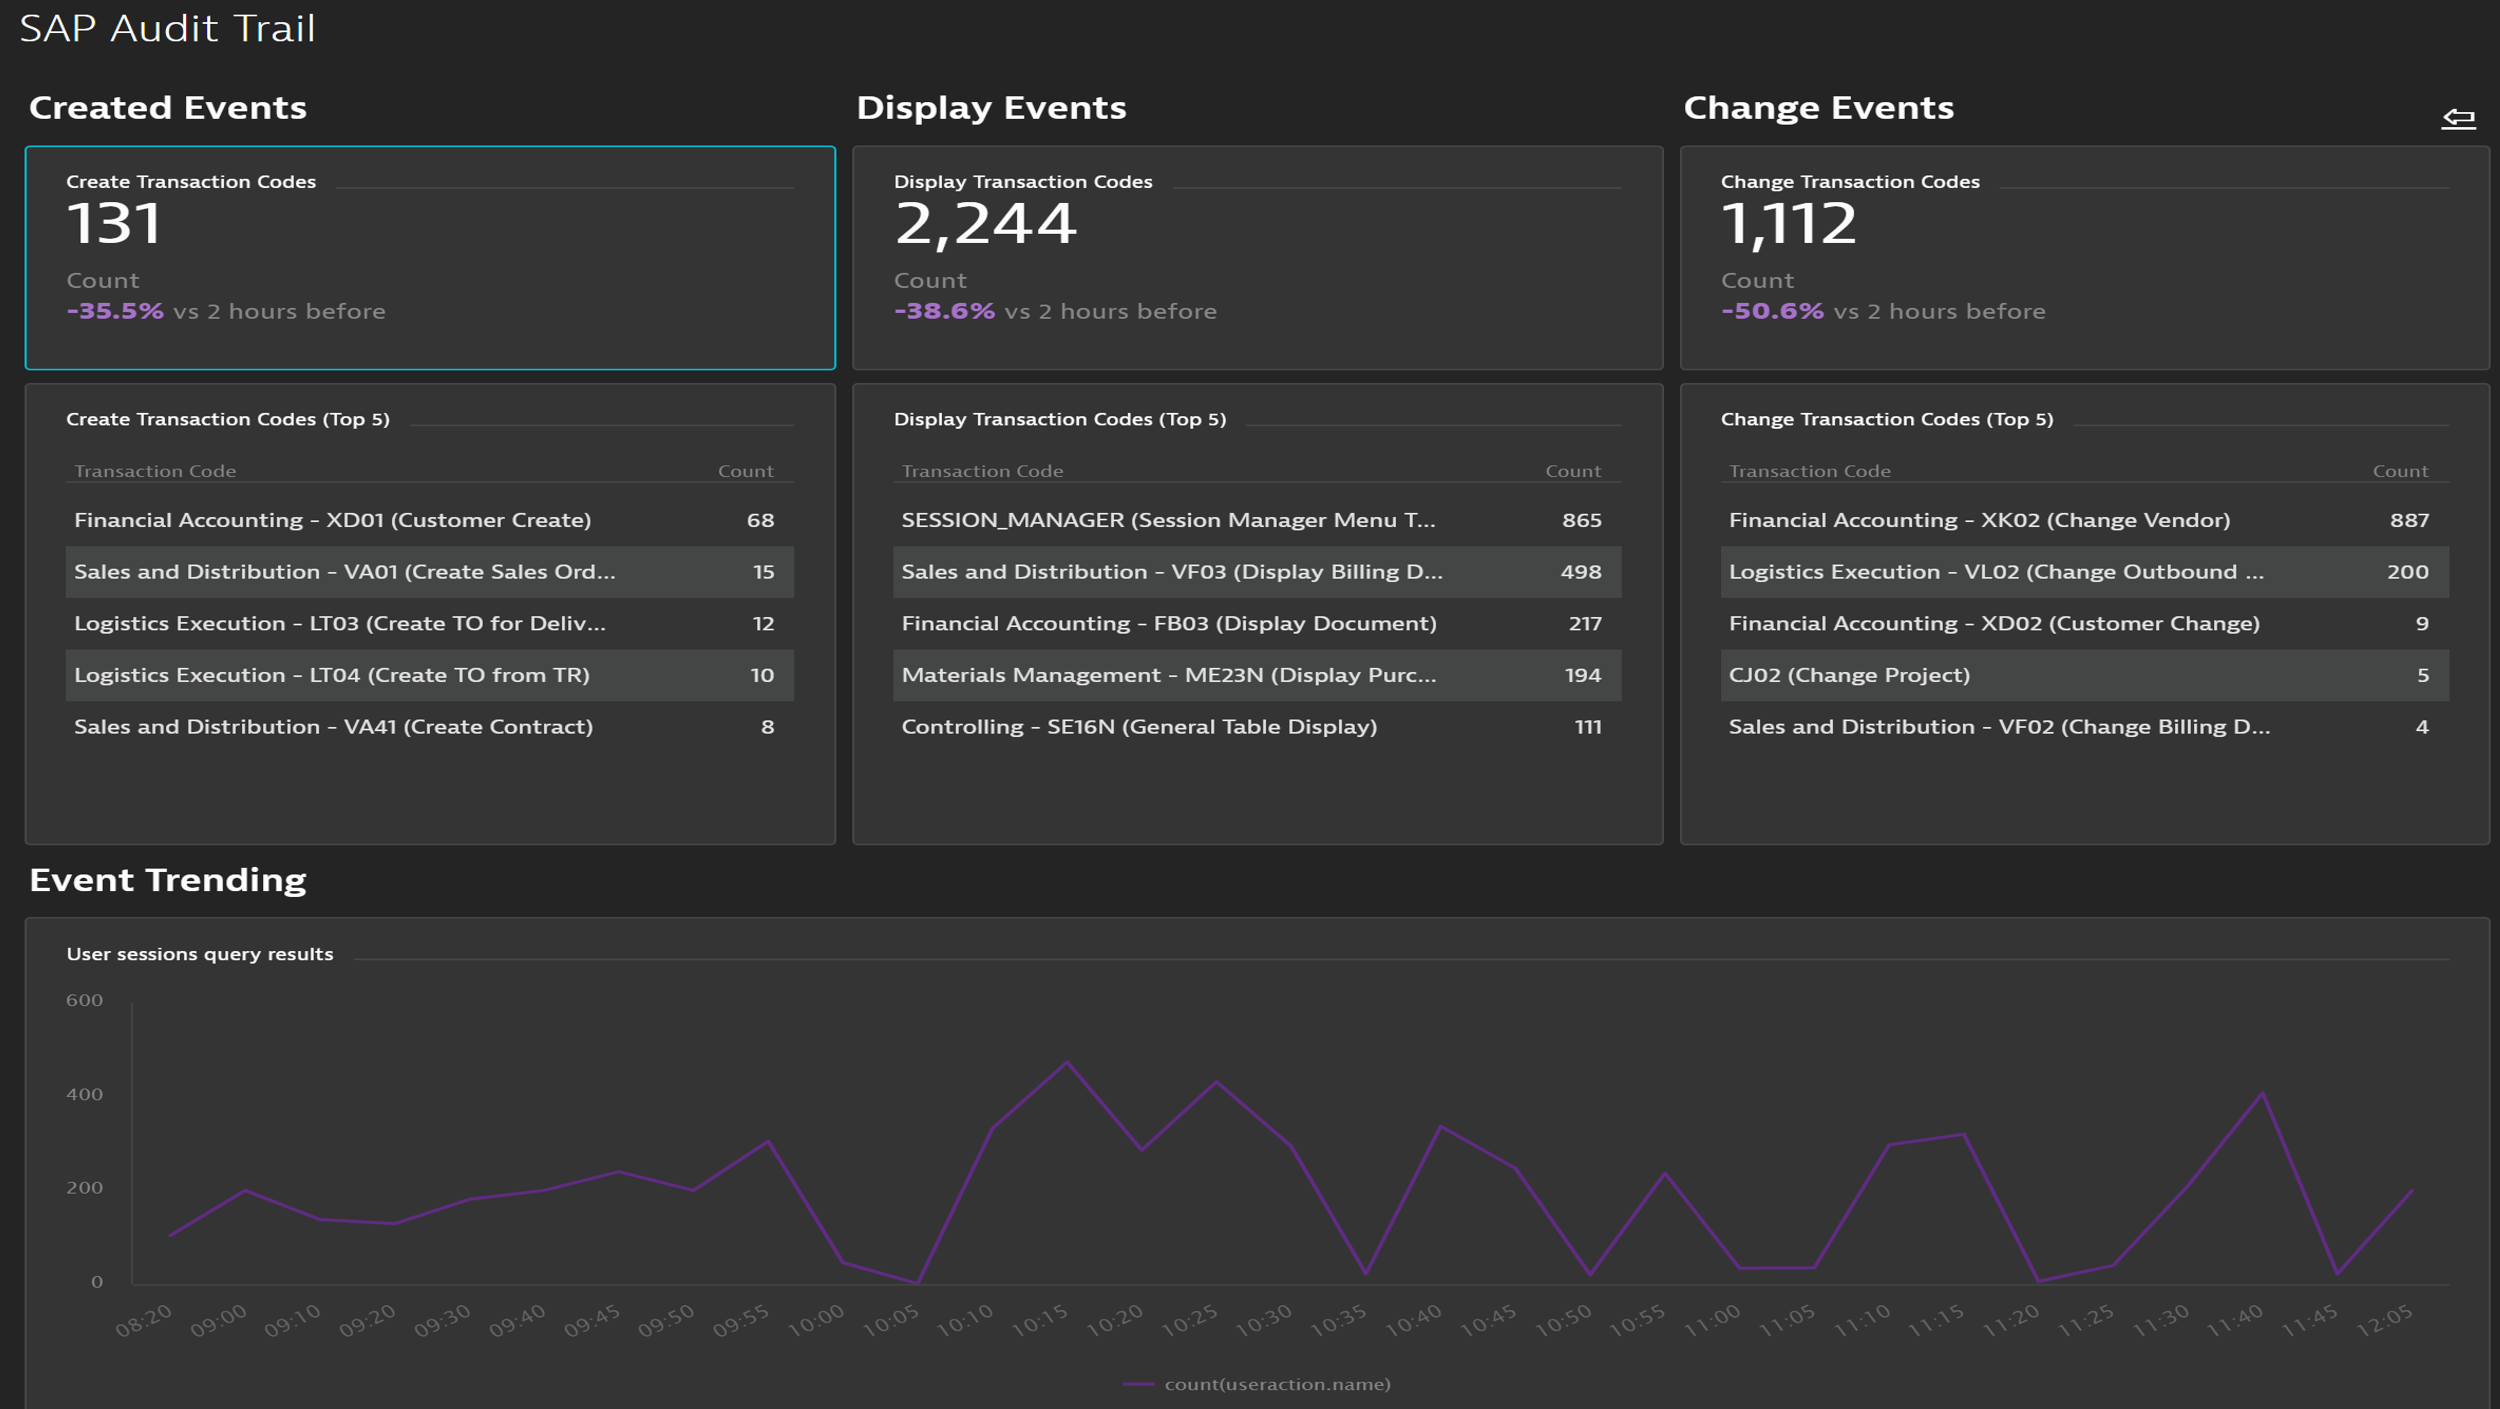 SAP Audit Trail
Created Events
Display Events
Change Events
Create Transaction Codes
131
Count
-35.5% vs 2 hours before
Display Transaction Codes
2,244
Count
-38.6% vs 2 hours before
Change Transaction Codes
1,112
Count
-50.6% vs 2 hours before
Create Transaction Codes (Top 5)
Transaction Code Count
Financial Accounting - XD01 (Customer Create) 68
Sales and Distribution - VA01 (Create Sales Ord... 15
Logistics Execution - LT03 (Create TO for Deliv... 12
Logistics Execution - LT04 (Create TO from TR) 10
Sales and Distribution - VA41 (Create Contract) 8
Display Transaction Codes (Top 5)
Transaction Code Count
SESSION_MANAGER (Session Manager Menu T... 865
Sales and Distribution - VF03 (Display Billing D... 498
Financial Accounting - FB03 (Display Document) 217
Materials Management - ME23N (Display Purc... 194
Controlling - SE16N (General Table Display) 111
Change Transaction Codes (Top 5)
Transaction Code Count
Financial Accounting - XK02 (Change Vendor) 887
Logistics Execution - VL02 (Change Outbound ... 200
Financial Accounting - XD02 (Customer Change) 9
CJ02 (Change Project) 5
Sales and Distribution - VF02 (Change Billing D... 4
Event Trending
User sessions query results
600
400
200
0
08:20 09:00 09:10 09:20 09:30 09:40 09:45 09:50 09:55 10:00 10:05 10:10 10:15 10:20 10:25 10:30 10:35 10:40 10:45 10:50 10:55 11:00 11:05 11:10 11:15 11:20 11:25 11:30 11:40 11:45 12:05
count(useraction.name)